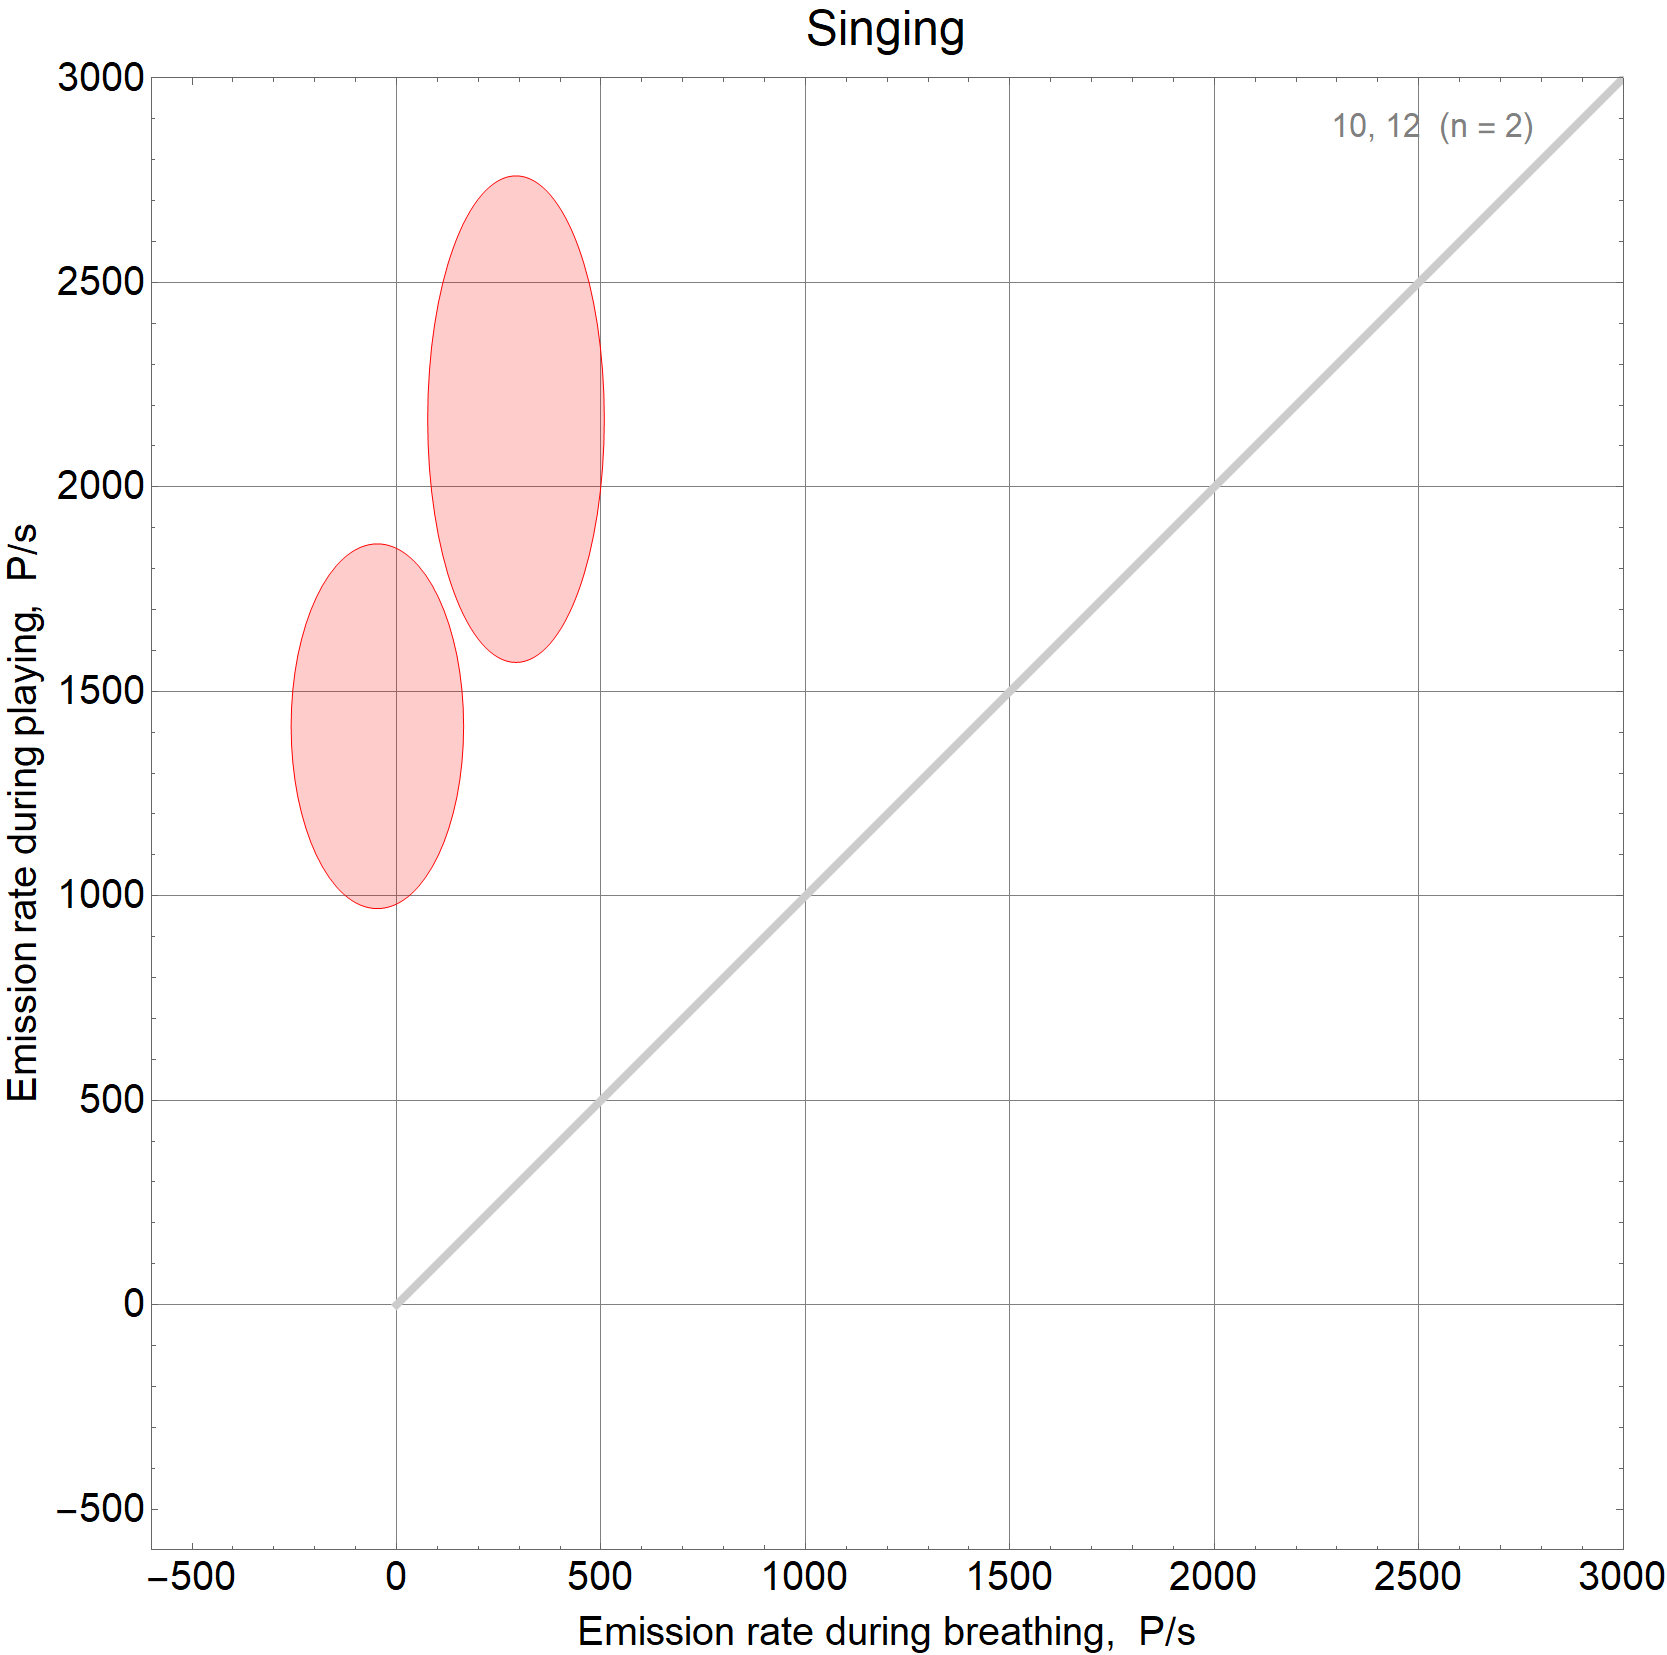 Singing
10, 12 (n = 2)
3000
2500
2000
1500
1000
500
0
−500
Emission rate during playing, P/s
−500 0 500 1000 1500 2000 2500 3000
Emission rate during breathing, P/s